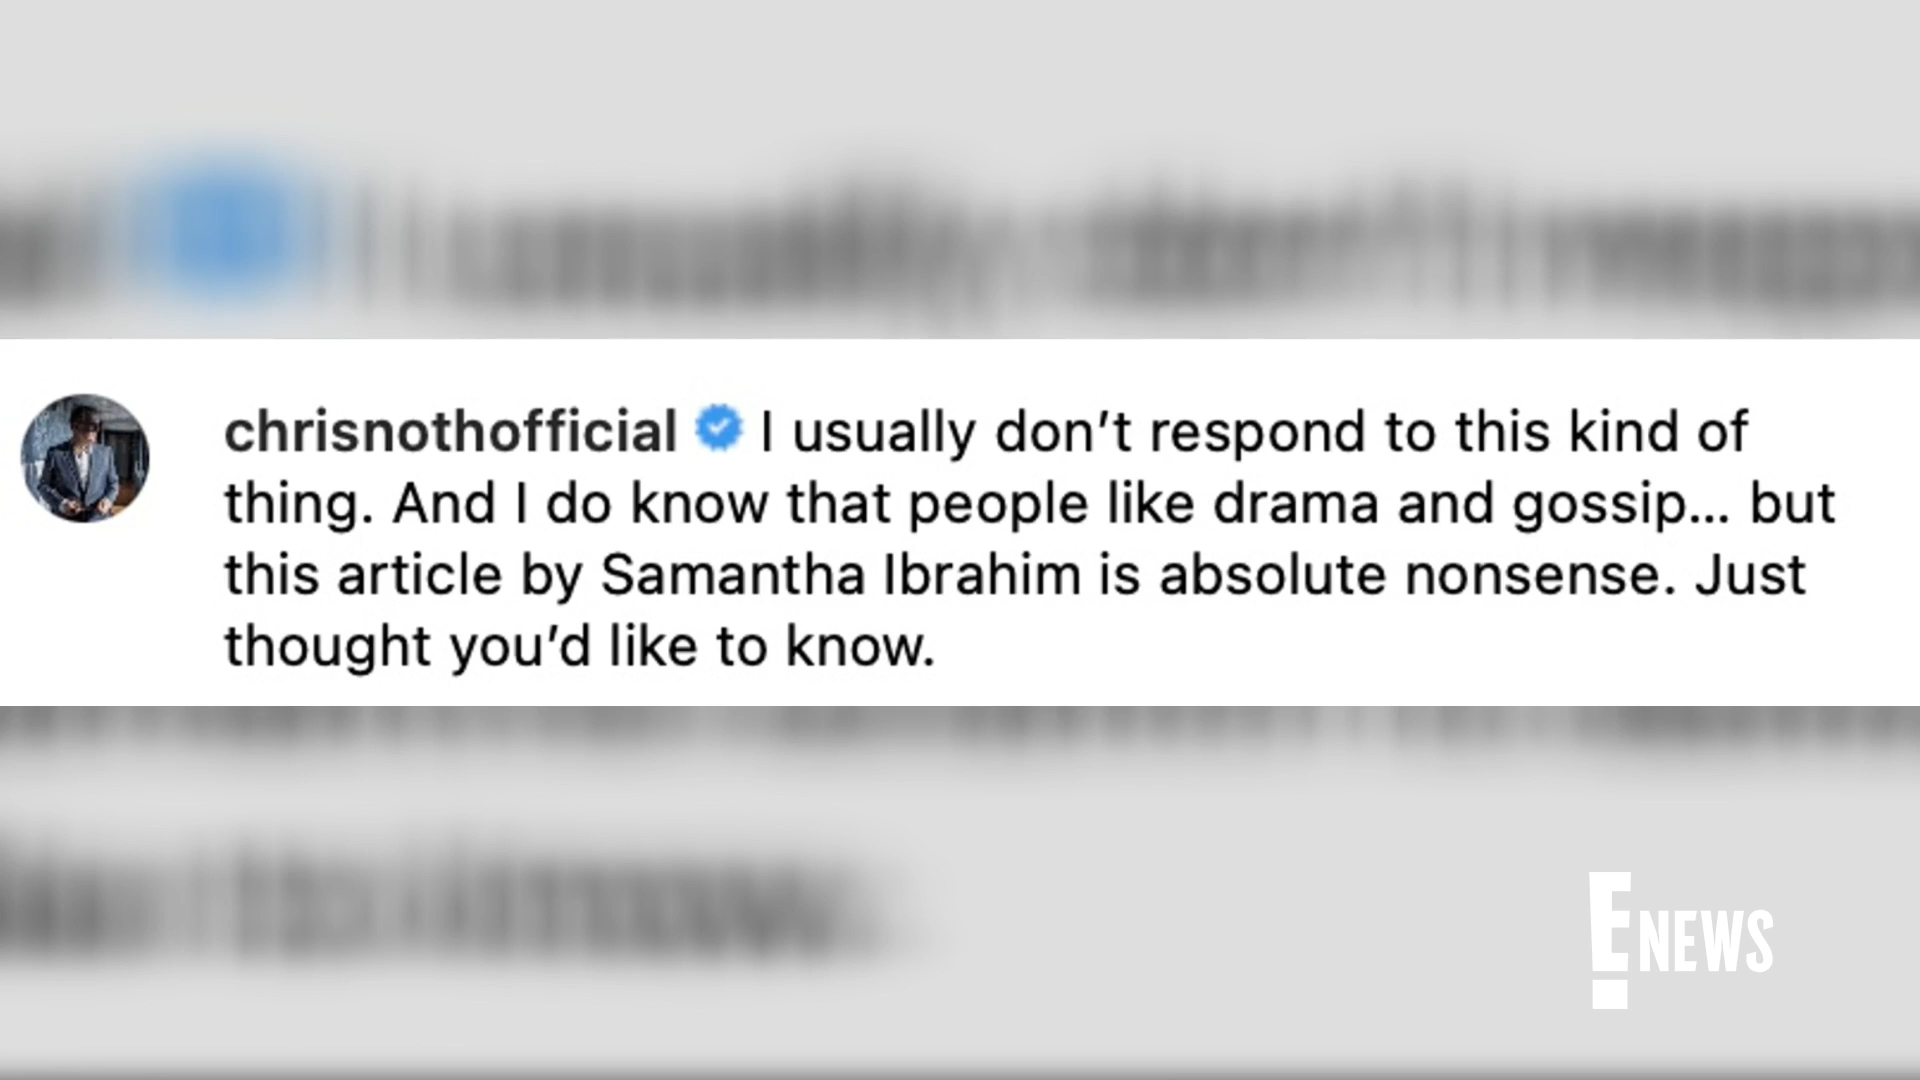 chrisnothofficial I usually don’t respond to this kind of
thing. And I do know that people like drama and gossip... but
this article by Samantha Ibrahim is absolute nonsense. Just
thought you’d like to know.
E! NEWS